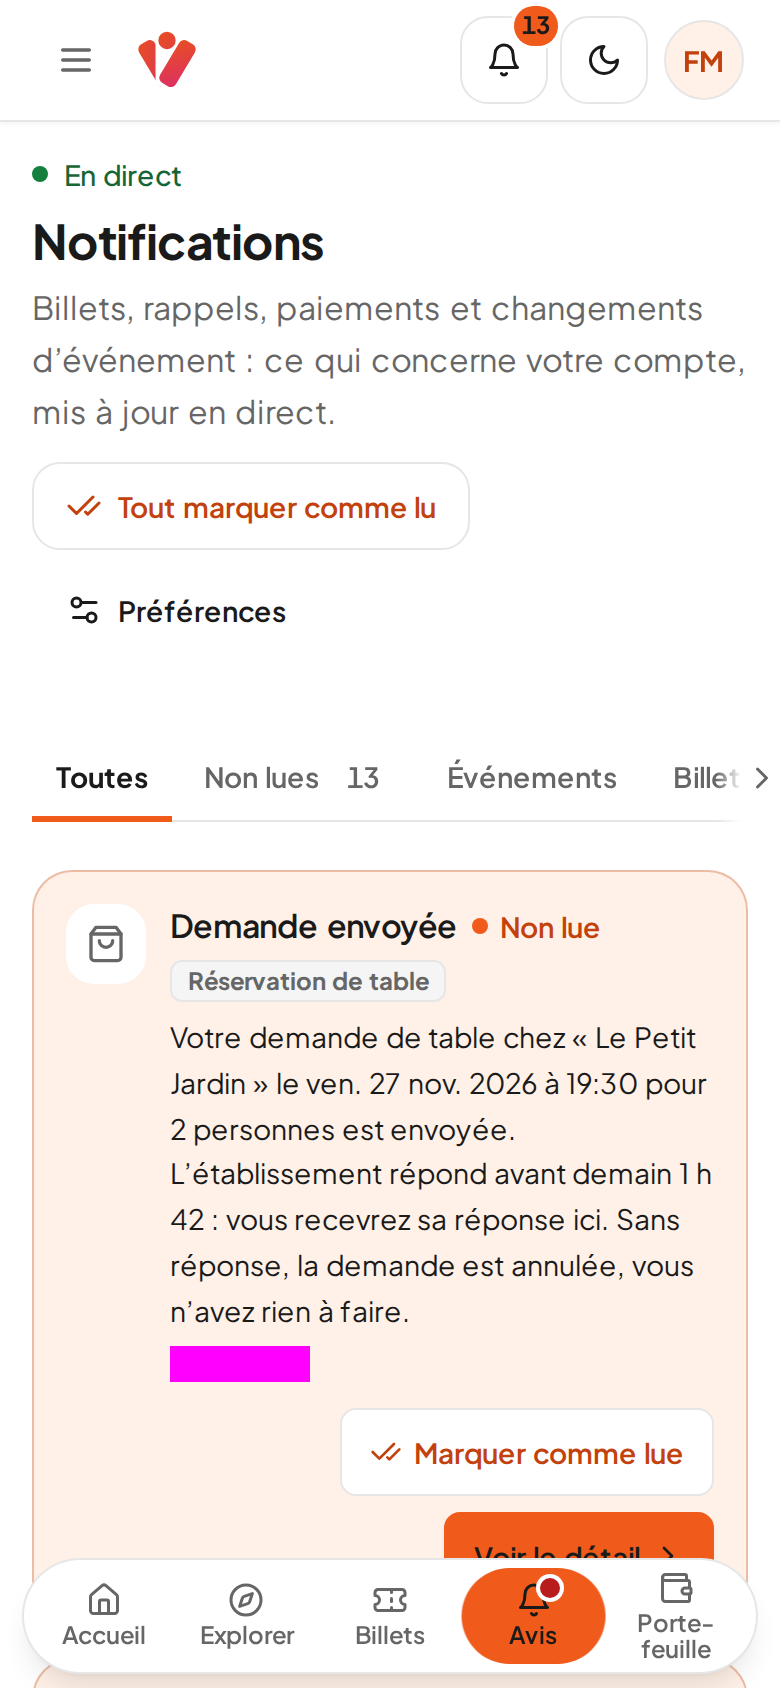 13
FM
En direct
Notifications
Billets, rappels, paiements et changements
d’événement : ce qui concerne votre compte,
mis à jour en direct.
Tout marquer comme lu
Préférences
Toutes Non lues 13 Événements Billet
Demande envoyée Non lue
Réservation de table
Votre demande de table chez « Le Petit
Jardin » le ven. 27 nov. 2026 à 19:30 pour
2 personnes est envoyée.
L’établissement répond avant demain 1 h
42 : vous recevrez sa réponse ici. Sans
réponse, la demande est annulée, vous
n’avez rien à faire.
Marquer comme lue
Voir le détail
Accueil Explorer Billets Avis Porte-
feuille